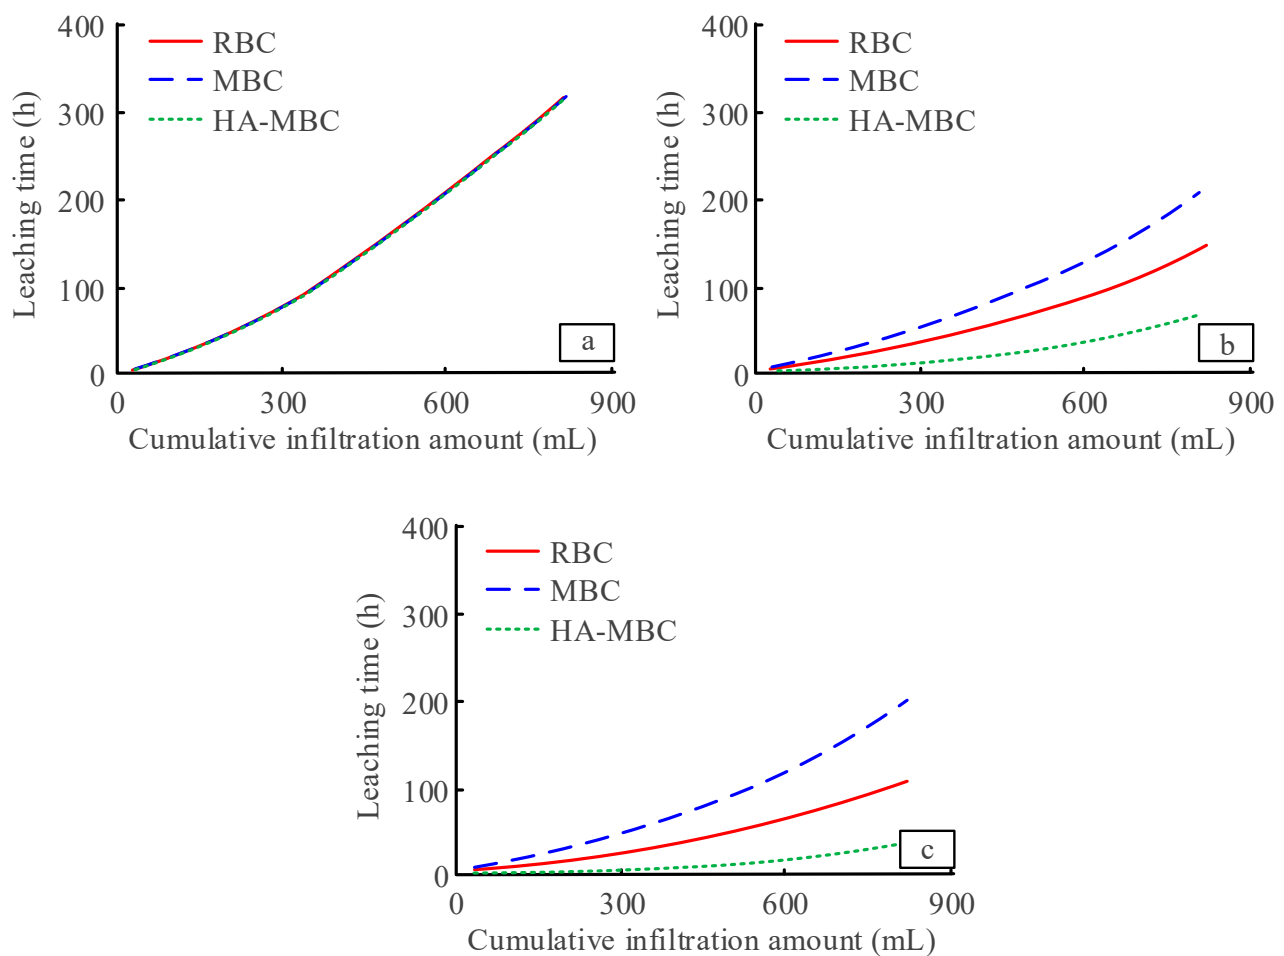 400
300
200
100
0
Leaching time (h)
RBC
MBC
HA-MBC
a
0 300 600 900
Cumulative infiltration amount (mL)
400
300
200
100
0
Leaching time (h)
RBC
MBC
HA-MBC
b
0 300 600 900
Cumulative infiltration amount (mL)
400
300
200
100
0
Leaching time (h)
RBC
MBC
HA-MBC
c
0 300 600 900
Cumulative infiltration amount (mL)